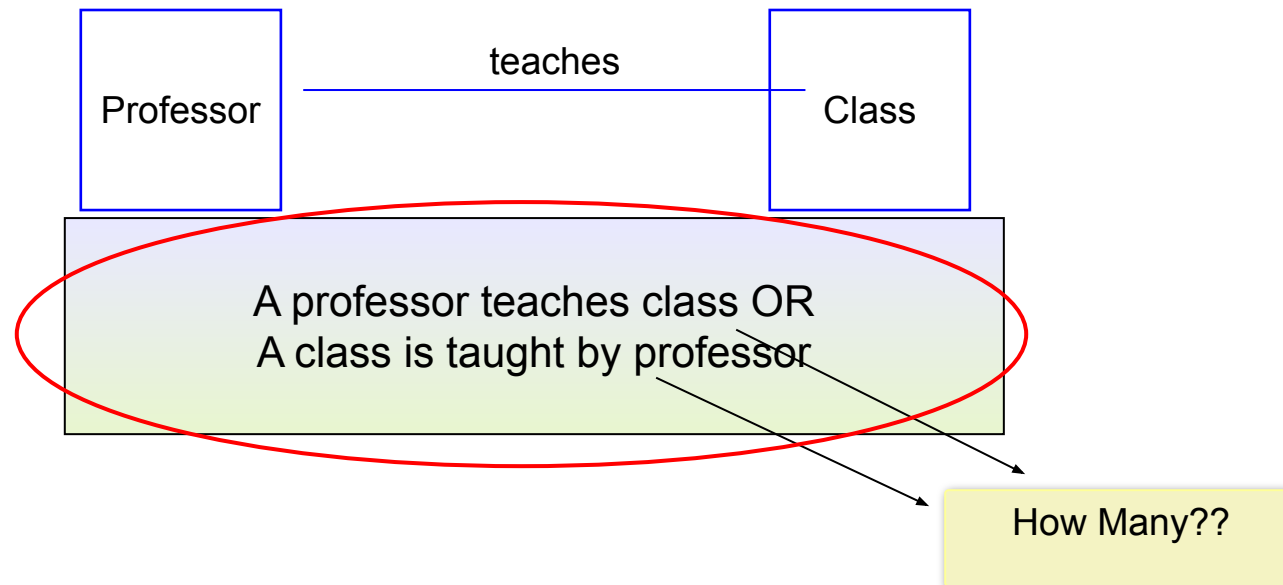 teaches
Professor
Class
A professor teaches class OR
A class is taught by professor
How Many??